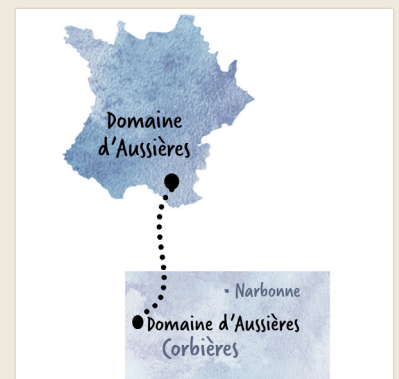 Domaine
d'Aussières
• Narbonne
Domaine d'Aussières
Corbières